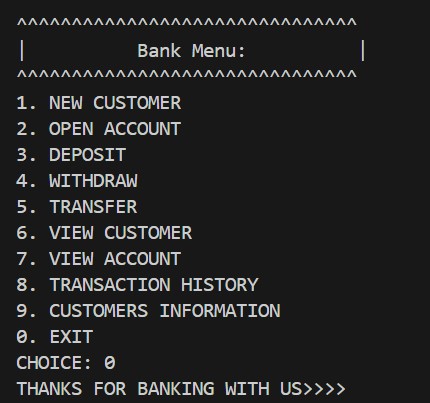 ^^^^^^^^^^^^^^^^^^^^^^^^^^^^^^^
|          Bank Menu:          |
^^^^^^^^^^^^^^^^^^^^^^^^^^^^^^^
1. NEW CUSTOMER
2. OPEN ACCOUNT
3. DEPOSIT
4. WITHDRAW
5. TRANSFER
6. VIEW CUSTOMER
7. VIEW ACCOUNT
8. TRANSACTION HISTORY
9. CUSTOMERS INFORMATION
0. EXIT
CHOICE: 0
THANKS FOR BANKING WITH US>>>>